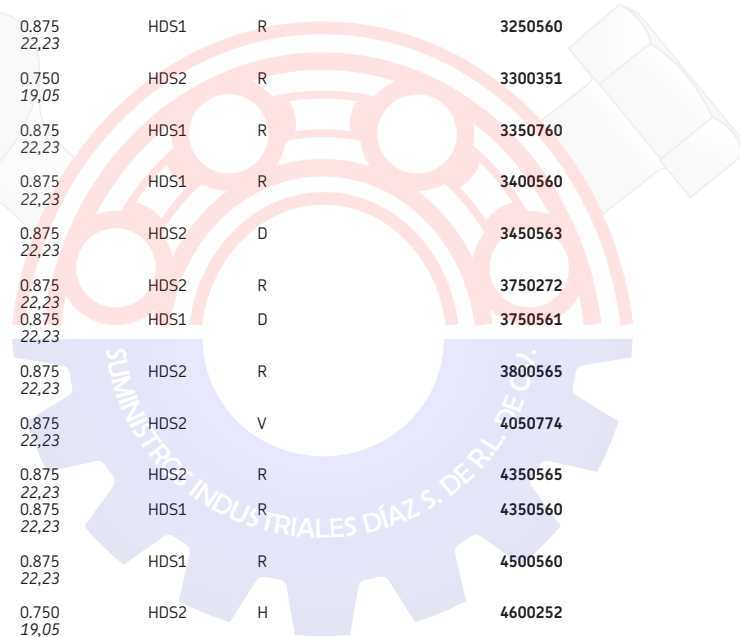 0.875 HDS1 R 3250560
22,23
0.750 HDS2 R 3300351
19,05
0.875 HDS1 R 3350760
22,23
0.875 HDS1 R 3400560
22,23
0.875 HDS2 D 3450563
22,23
0.875 HDS2 R 3750272
22,23
0.875 HDS1 D 3750561
22,23
0.875 HDS2 R 3800565
22,23
0.875 HDS2 V 4050774
22,23
0.875 HDS2 R 4350565
22,23
0.875 HDS1 R 4350560
22,23
0.875 HDS1 R 4500560
22,23
0.750 HDS2 H 4600252
19,05
SUMINISTROS INDUSTRIALES DÍAZ S. DE R.L. DE C.V.